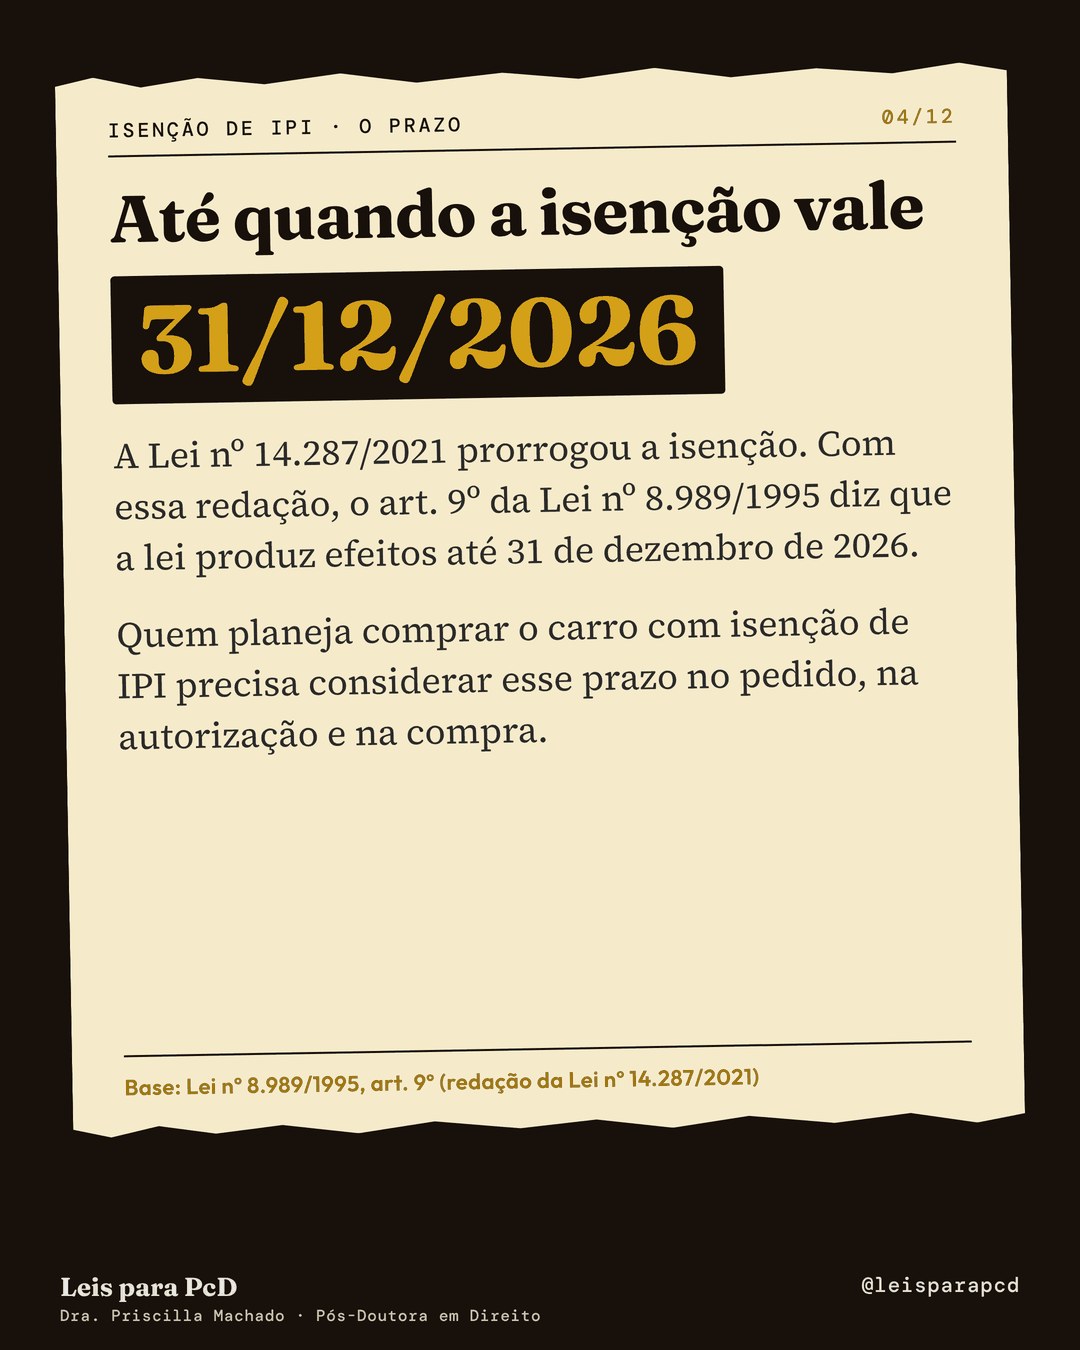 ISENÇÃO DE IPI · O PRAZO
04/12
Até quando a isenção vale
31/12/2026
A Lei nº 14.287/2021 prorrogou a isenção. Com
essa redação, o art. 9º da Lei nº 8.989/1995 diz que
a lei produz efeitos até 31 de dezembro de 2026.
Quem planeja comprar o carro com isenção de
IPI precisa considerar esse prazo no pedido, na
autorização e na compra.
Base: Lei nº 8.989/1995, art. 9º (redação da Lei nº 14.287/2021)
Leis para PcD
@leisparapcd
Dra. Priscilla Machado · Pós-Doutora em Direito